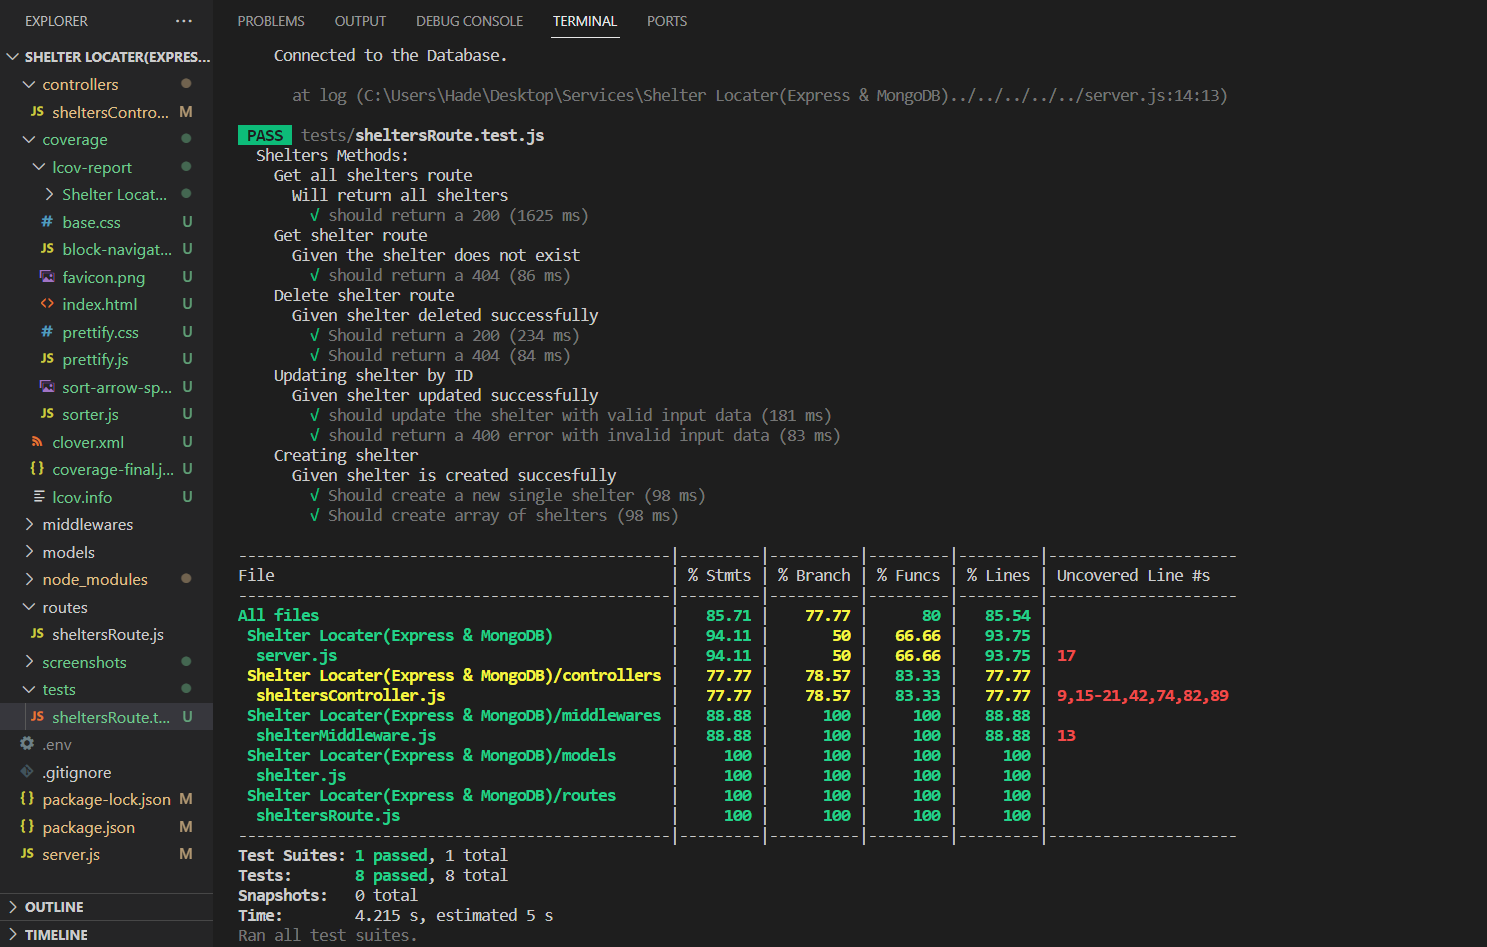 EXPLORER
SHELTER LOCATER(EXPRES...
controllers
JS sheltersContro... M
coverage
lcov-report
Shelter Locat...
# base.css U
JS block-navigat... U
favicon.png U
<> index.html U
# prettify.css U
JS prettify.js U
sort-arrow-sp... U
JS sorter.js U
clover.xml U
{} coverage-final.j... U
lcov.info U
middlewares
models
node_modules
routes
JS sheltersRoute.js
screenshots
tests
JS sheltersRoute.t... U
.env
.gitignore
{} package-lock.json M
{} package.json M
JS server.js M
OUTLINE
TIMELINE
PROBLEMS OUTPUT DEBUG CONSOLE TERMINAL PORTS
Connected to the Database.
at log (C:\Users\Hade\Desktop\Services\Shelter Locater(Express & MongoDB)../../../../../server.js:14:13)
PASS tests/sheltersRoute.test.js
Shelters Methods:
Get all shelters route
Will return all shelters
√ should return a 200 (1625 ms)
Get shelter route
Given the shelter does not exist
√ should return a 404 (86 ms)
Delete shelter route
Given shelter deleted successfully
√ Should return a 200 (234 ms)
√ Should return a 404 (84 ms)
Updating shelter by ID
Given shelter updated successfully
√ should update the shelter with valid input data (181 ms)
√ should return a 400 error with invalid input data (83 ms)
Creating shelter
Given shelter is created succesfully
√ Should create a new single shelter (98 ms)
√ Should create array of shelters (98 ms)
------------------------------------------------|---------|----------|---------|---------|---------------------
File | % Stmts | % Branch | % Funcs | % Lines | Uncovered Line #s
------------------------------------------------|---------|----------|---------|---------|---------------------
All files | 85.71 | 77.77 | 80 | 85.54 |
Shelter Locater(Express & MongoDB) | 94.11 | 50 | 66.66 | 93.75 |
server.js | 94.11 | 50 | 66.66 | 93.75 | 17
Shelter Locater(Express & MongoDB)/controllers | 77.77 | 78.57 | 83.33 | 77.77 |
sheltersController.js | 77.77 | 78.57 | 83.33 | 77.77 | 9,15-21,42,74,82,89
Shelter Locater(Express & MongoDB)/middlewares | 88.88 | 100 | 100 | 88.88 |
shelterMiddleware.js | 88.88 | 100 | 100 | 88.88 | 13
Shelter Locater(Express & MongoDB)/models | 100 | 100 | 100 | 100 |
shelter.js | 100 | 100 | 100 | 100 |
Shelter Locater(Express & MongoDB)/routes | 100 | 100 | 100 | 100 |
sheltersRoute.js | 100 | 100 | 100 | 100 |
------------------------------------------------|---------|----------|---------|---------|---------------------
Test Suites: 1 passed, 1 total
Tests: 8 passed, 8 total
Snapshots: 0 total
Time: 4.215 s, estimated 5 s
Ran all test suites.